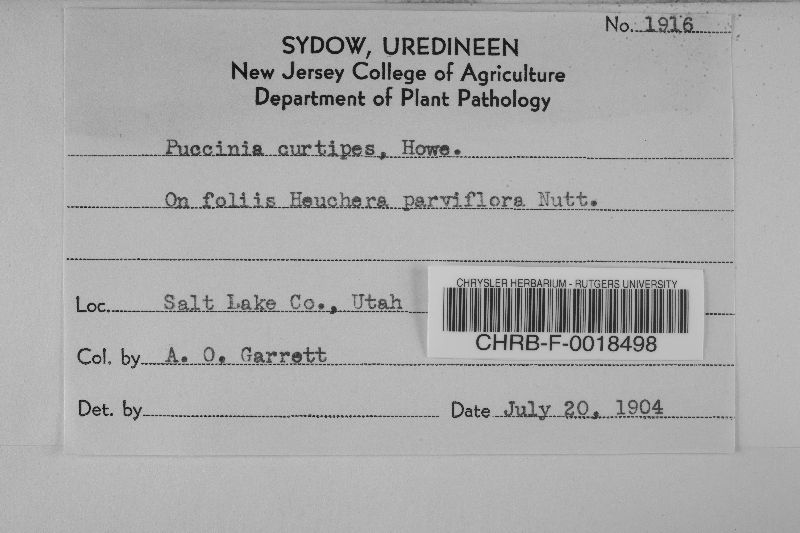 No. 1916
SYDOW, UREDINEEN
New Jersey College of Agriculture
Department of Plant Pathology
Puccinia curtipes, Howe.
On foliis Heuchera parviflora Nutt.
Loc. Salt Lake Co., Utah
CHRYSLER HERBARIUM - RUTGERS UNIVERSITY
CHRB-F-0018498
Col. by A. O. Garrett
Det. by
Date July 20, 1904